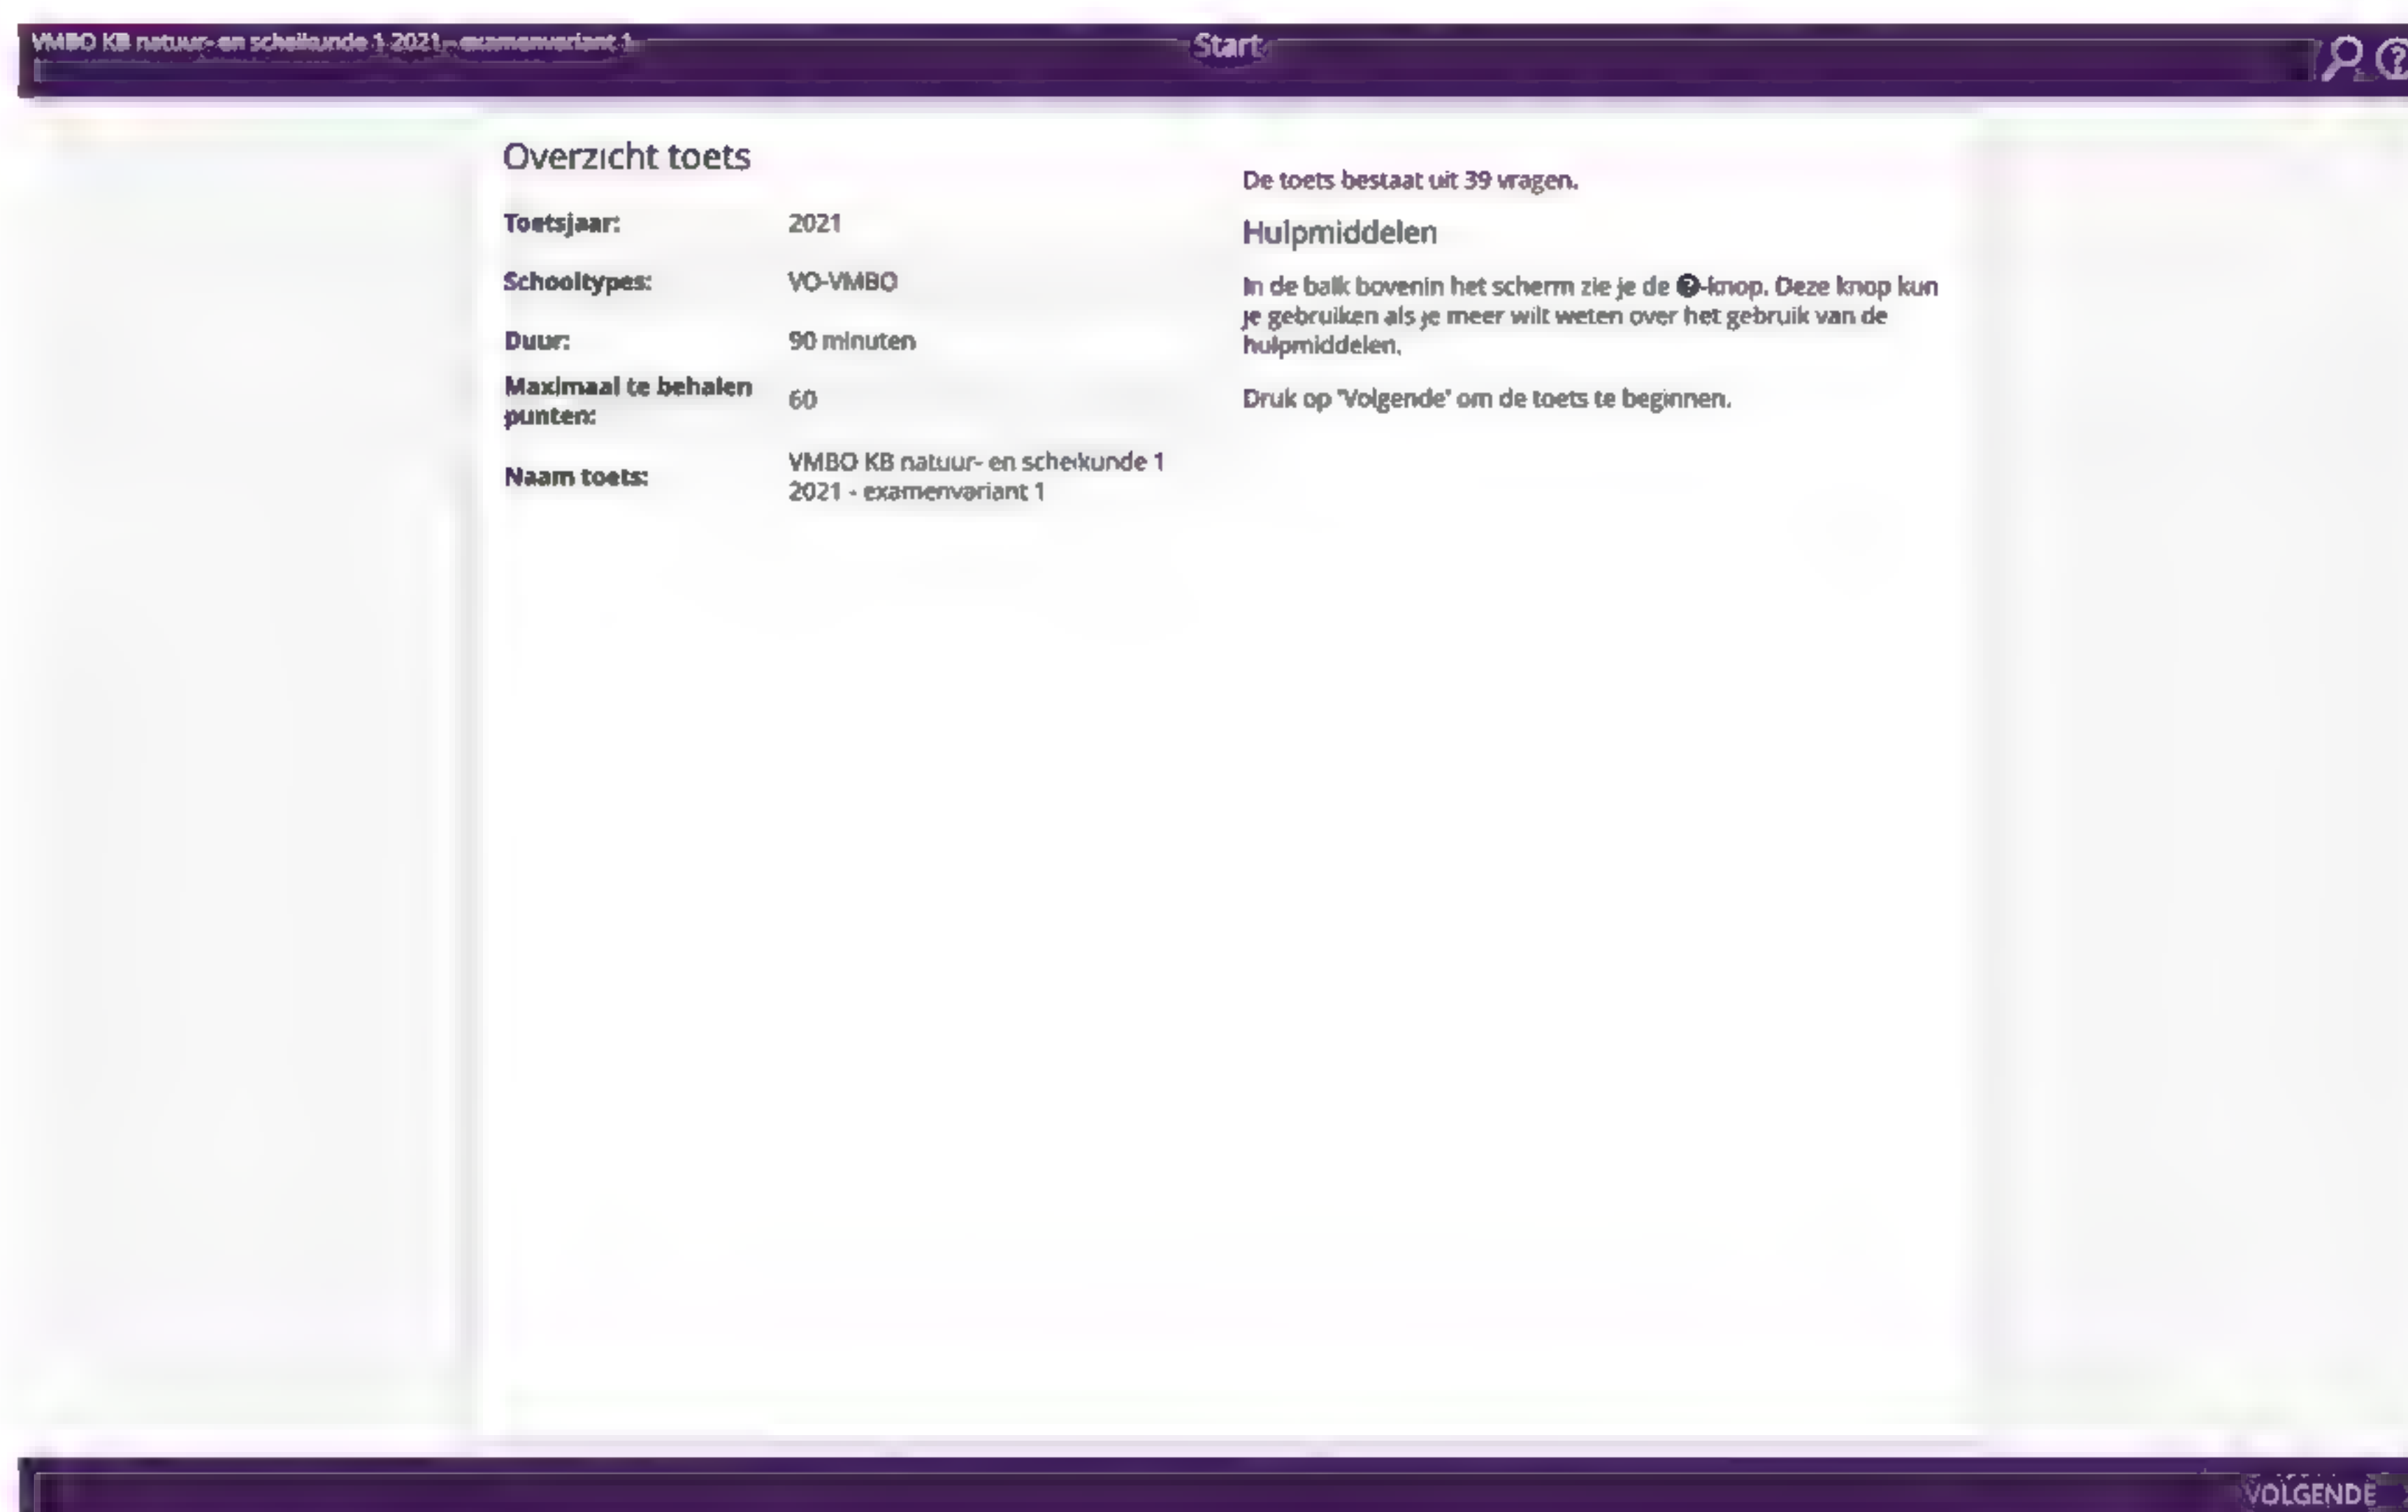 VMBO KB natuur- en scheikunde 1 2021 - examenvariant 1
Start
Overzicht toets
Toetsjaar: 2021
Schooltypes: VO-VMBO
Duur: 90 minuten
Maximaal te behalen
punten: 60
Naam toets: VMBO KB natuur- en scheikunde 1
2021 - examenvariant 1
De toets bestaat uit 39 vragen.
Hulpmiddelen
In de balk bovenin het scherm zie je de ?-knop. Deze knop kun
je gebruiken als je meer wilt weten over het gebruik van de
hulpmiddelen.
Druk op 'Volgende' om de toets te beginnen.
VOLGENDE